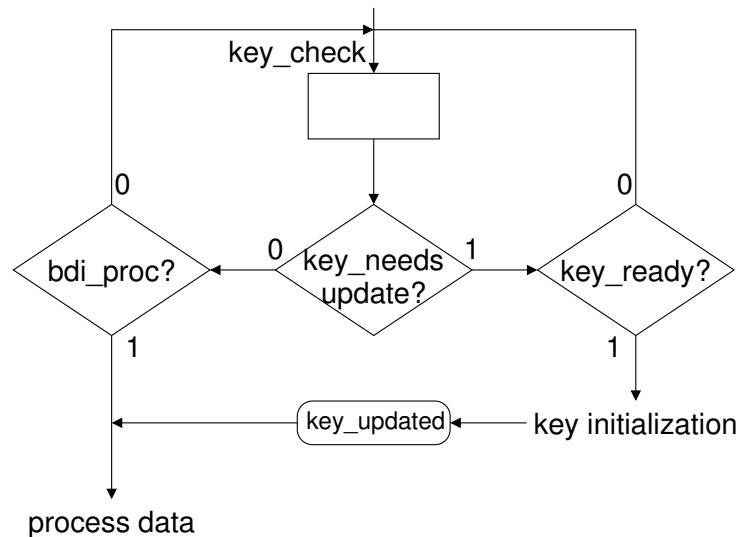 key_check
0
0
bdi_proc?
0
key_needs
update?
1
key_ready?
1
1
key_updated
key initialization
process data